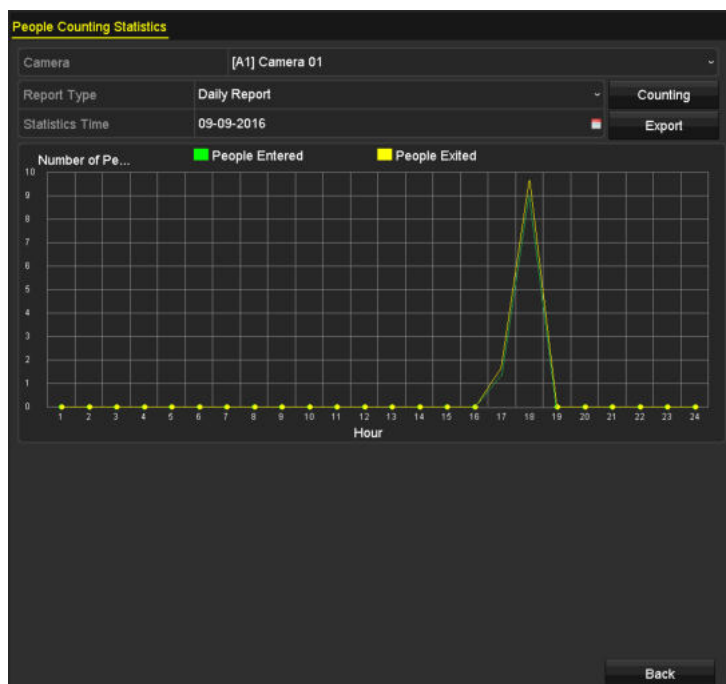 People Counting Statistics
Camera [A1] Camera 01
Report Type Daily Report Counting
Statistics Time 09-09-2016 Export
Number of Pe... People Entered People Exited
10
9
8
7
6
5
4
3
2
1
0
1 2 3 4 5 6 7 8 9 10 11 12 13 14 15 16 17 18 19 20 21 22 23 24
Hour
Back